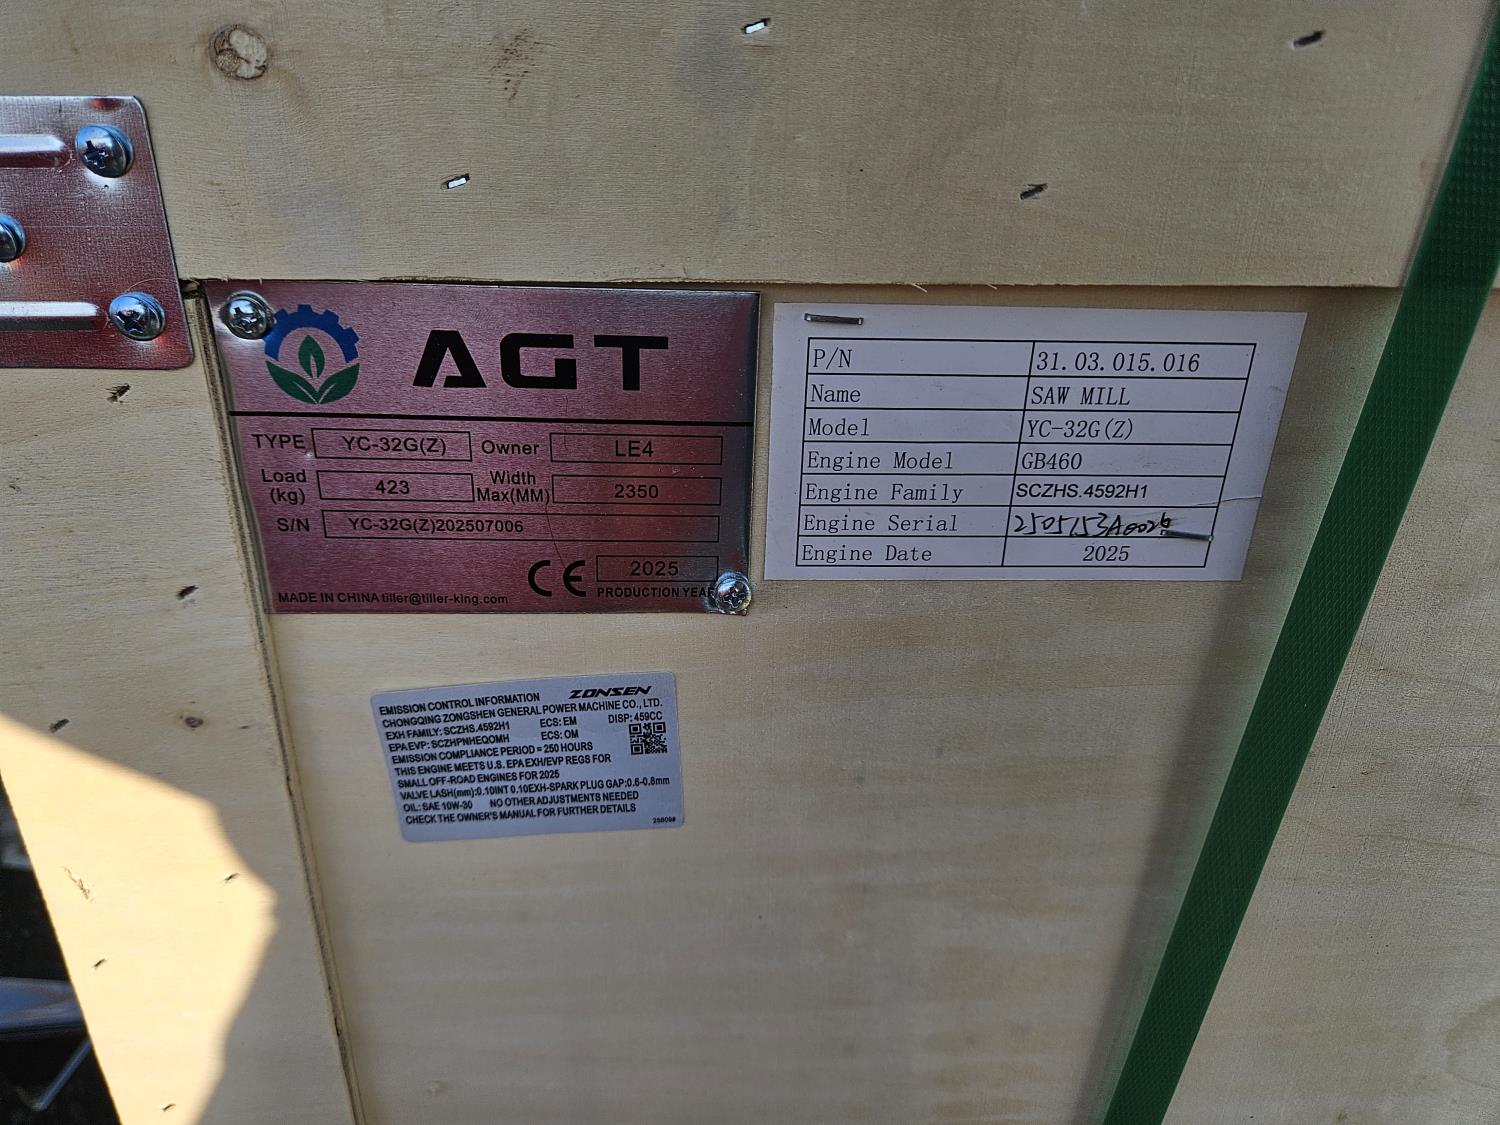 AGT
TYPE YC-32G(Z) Owner LE4
Load (kg) 423 Width Max(MM) 2350
S/N YC-32G(Z)202507006
CE 2025
MADE IN CHINA tiller@tiller-king.com PRODUCTION YEAR
P/N 31.03.015.016
Name SAW MILL
Model YC-32G(Z)
Engine Model GB460
Engine Family SCZHS.4592H1
Engine Serial 2505153A0026
Engine Date 2025
EMISSION CONTROL INFORMATION ZONSEN
CHONGQING ZONGSHEN GENERAL POWER MACHINE CO., LTD.
EXH FAMILY: SCZHS.4592H1 ECS: EM DISP: 459CC
EPA EVP: SCZHPNHEQOMH ECS: OM
EMISSION COMPLIANCE PERIOD = 250 HOURS
THIS ENGINE MEETS U.S. EPA EXH/EVP REGS FOR
SMALL OFF-ROAD ENGINES FOR 2025
VALVE LASH(mm):0.10INT 0.10EXH-SPARK PLUG GAP:0.6-0.8mm
OIL: SAE 10W-30 NO OTHER ADJUSTMENTS NEEDED
CHECK THE OWNER'S MANUAL FOR FURTHER DETAILS